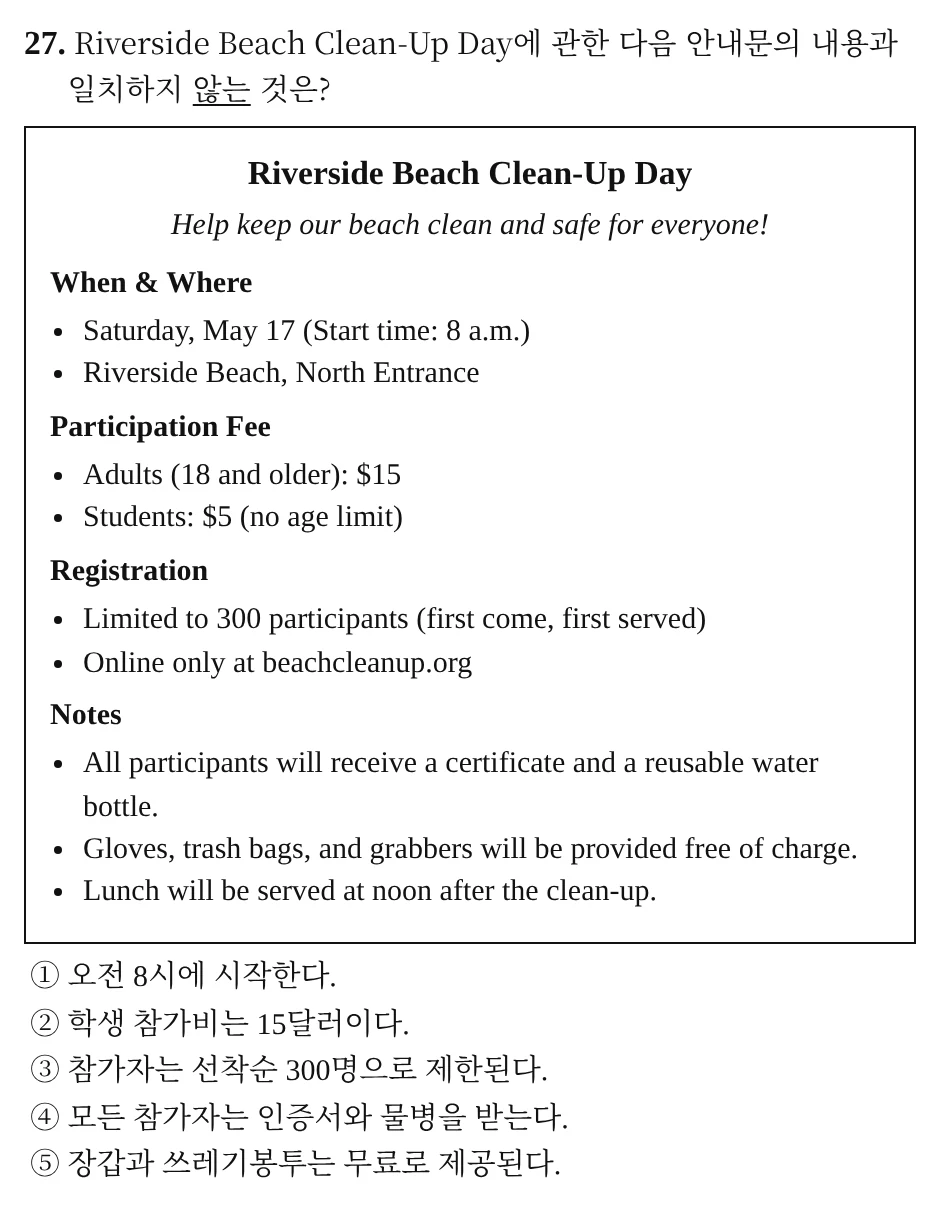 27. Riverside Beach Clean-Up Day에 관한 다음 안내문의 내용과
일치하지 않는 것은?
Riverside Beach Clean-Up Day
Help keep our beach clean and safe for everyone!
When & Where
• Saturday, May 17 (Start time: 8 a.m.)
• Riverside Beach, North Entrance
Participation Fee
• Adults (18 and older): $15
• Students: $5 (no age limit)
Registration
• Limited to 300 participants (first come, first served)
• Online only at beachcleanup.org
Notes
• All participants will receive a certificate and a reusable water
bottle.
• Gloves, trash bags, and grabbers will be provided free of charge.
• Lunch will be served at noon after the clean-up.
① 오전 8시에 시작한다.
② 학생 참가비는 15달러이다.
③ 참가자는 선착순 300명으로 제한된다.
④ 모든 참가자는 인증서와 물병을 받는다.
⑤ 장갑과 쓰레기봉투는 무료로 제공된다.